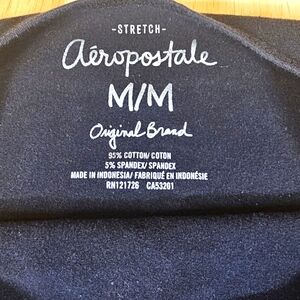 -STRETCH-
Aéropostale
M/M
Original Brand
95% COTTON/ COTON
5% SPANDEX/ SPANDEX
MADE IN INDONESIA/ FABRIQUÉ EN INDONÉSIE
RN121726 CA53201